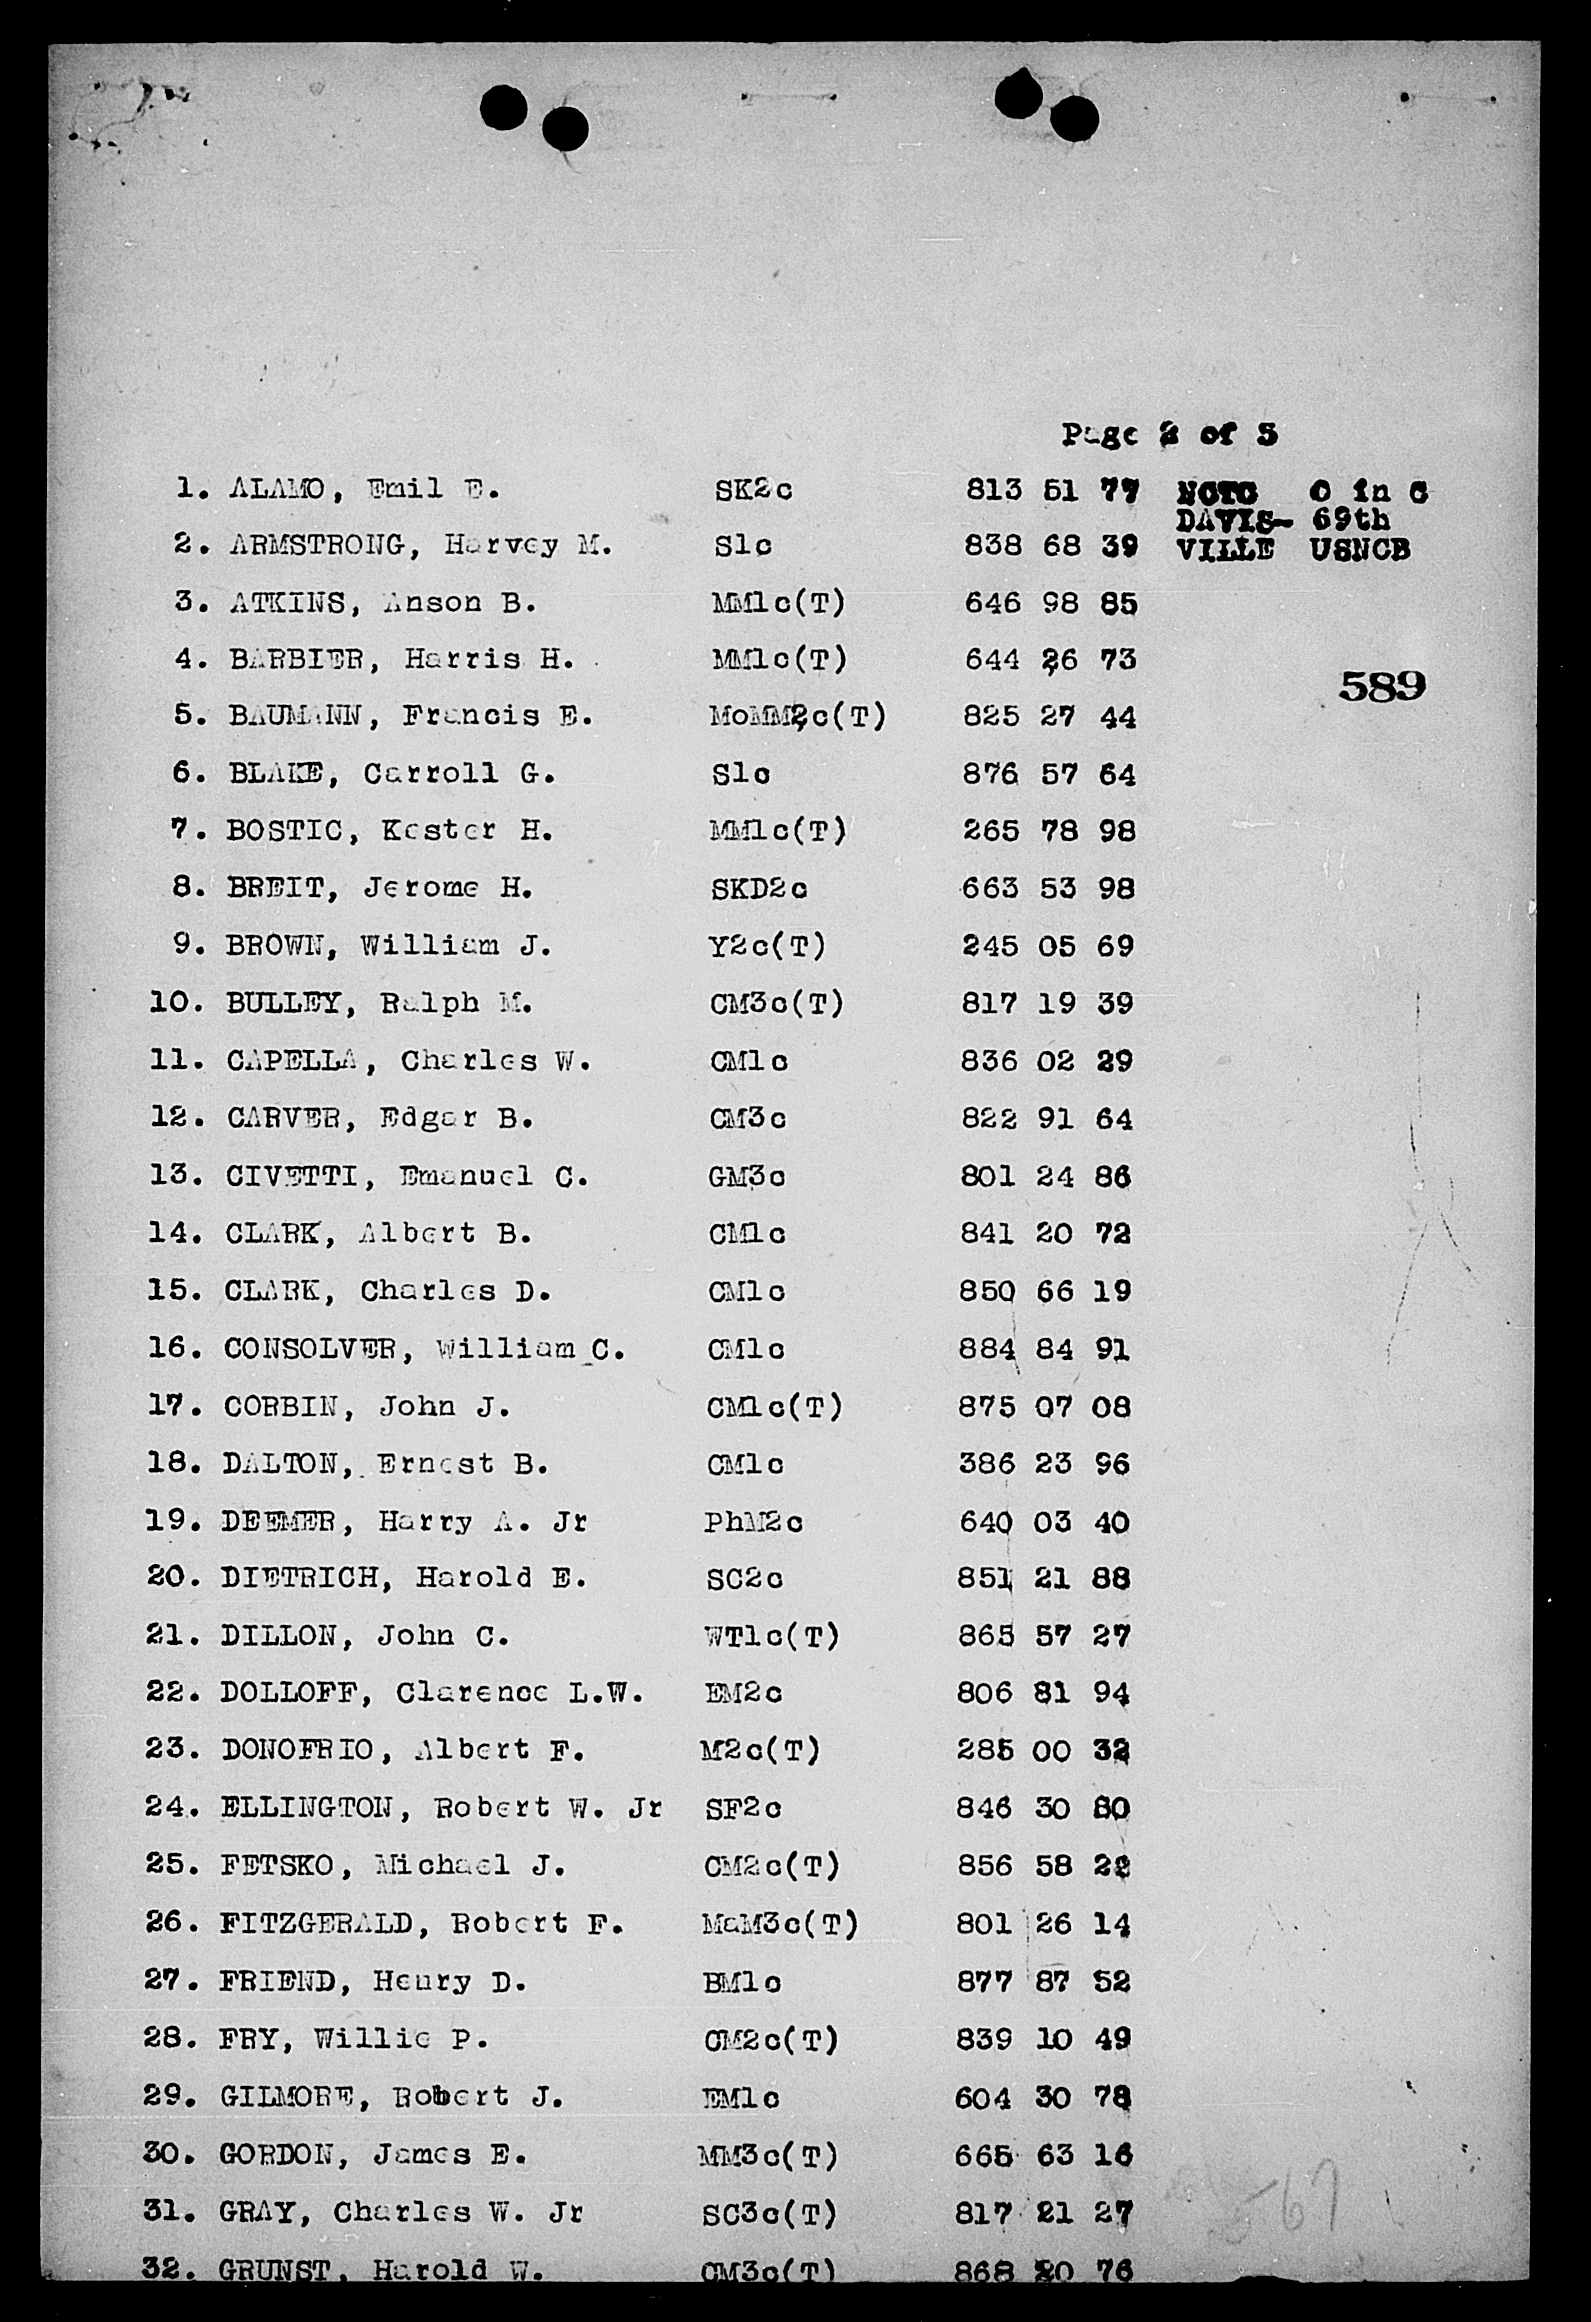 Page 2 of 5
1. ALAMO, Emil E. SK2c 813 51 77 NCTC O in C
DAVIS- 69th
2. ARMSTRONG, Harvey M. S1c 838 68 39 VILLE USNCB
3. ATKINS, Anson B. MM1c(T) 646 98 85
4. BARBIER, Harris H. MM1c(T) 644 26 73
589
5. BAUMANN, Francis E. MoMM2c(T) 825 27 44
6. BLAKE, Carroll G. S1c 876 57 64
7. BOSTIC, Kester H. MM1c(T) 265 78 98
8. BREIT, Jerome H. SKD2c 663 53 98
9. BROWN, William J. Y2c(T) 245 05 69
10. BULLEY, Ralph M. CM3c(T) 817 19 39
11. CAPELLA, Charles W. CM1c 836 02 29
12. CARVER, Edgar B. CM3c 822 91 64
13. CIVETTI, Emanuel C. GM3c 801 24 86
14. CLARK, Albert B. CM1c 841 20 72
15. CLARK, Charles D. CM1c 850 66 19
16. CONSOLVER, William C. CM1c 884 84 91
17. CORBIN, John J. CM1c(T) 875 07 08
18. DALTON, Ernest B. CM1c 386 23 96
19. DEEMER, Harry A. Jr PhM2c 640 03 40
20. DIETRICH, Harold E. SC2c 851 21 88
21. DILLON, John C. WT1c(T) 865 57 27
22. DOLLOFF, Clarence L.W. EM2c 806 81 94
23. DONOFRIO, Albert F. M2c(T) 285 00 32
24. ELLINGTON, Robert W. Jr SF2c 846 30 80
25. FETSKO, Michael J. CM2c(T) 856 58 22
26. FITZGERALD, Robert F. MaM3c(T) 801 26 14
27. FRIEND, Henry D. BM1c 877 87 52
28. FRY, Willie P. CM2c(T) 839 10 49
29. GILMORE, Robert J. EM1c 604 30 78
30. GORDON, James E. MM3c(T) 665 63 16
31. GRAY, Charles W. Jr SC3c(T) 817 21 27
32. GRUNST, Harold W. CM3c(T) 868 20 76